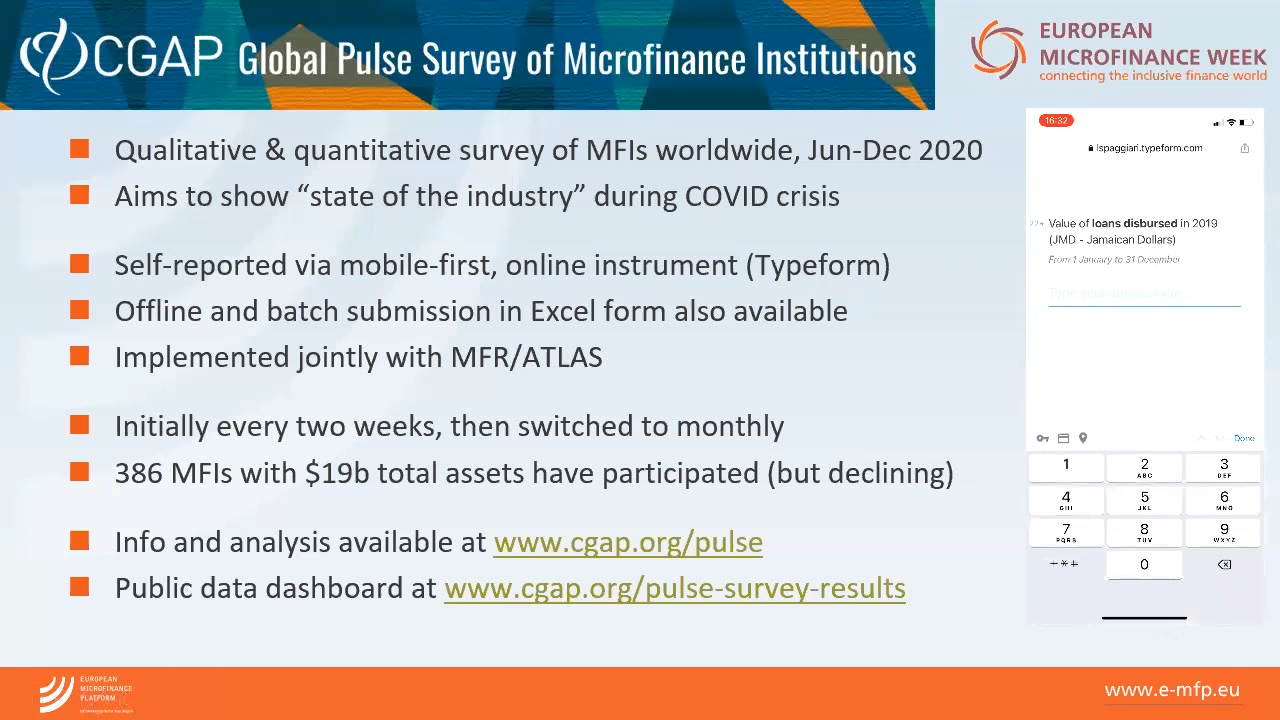 CGAP Global Pulse Survey of Microfinance Institutions
EUROPEAN
MICROFINANCE WEEK
connecting the inclusive finance world
Qualitative & quantitative survey of MFIs worldwide, Jun-Dec 2020
Aims to show “state of the industry” during COVID crisis
Self-reported via mobile-first, online instrument (Typeform)
Offline and batch submission in Excel form also available
Implemented jointly with MFR/ATLAS
Initially every two weeks, then switched to monthly
386 MFIs with $19b total assets have participated (but declining)
Info and analysis available at www.cgap.org/pulse
Public data dashboard at www.cgap.org/pulse-survey-results
16:32
lspaggiari.typeform.com
Value of loans disbursed in 2019
(JMD - Jamaican Dollars)
From 1 January to 31 December
Type your answer here...
Done
1 2 3
ABC DEF
4 5 6
GHI JKL MNO
7 8 9
PQRS TUV WXYZ
+*# 0
EUROPEAN
MICROFINANCE
PLATFORM
www.e-mfp.eu